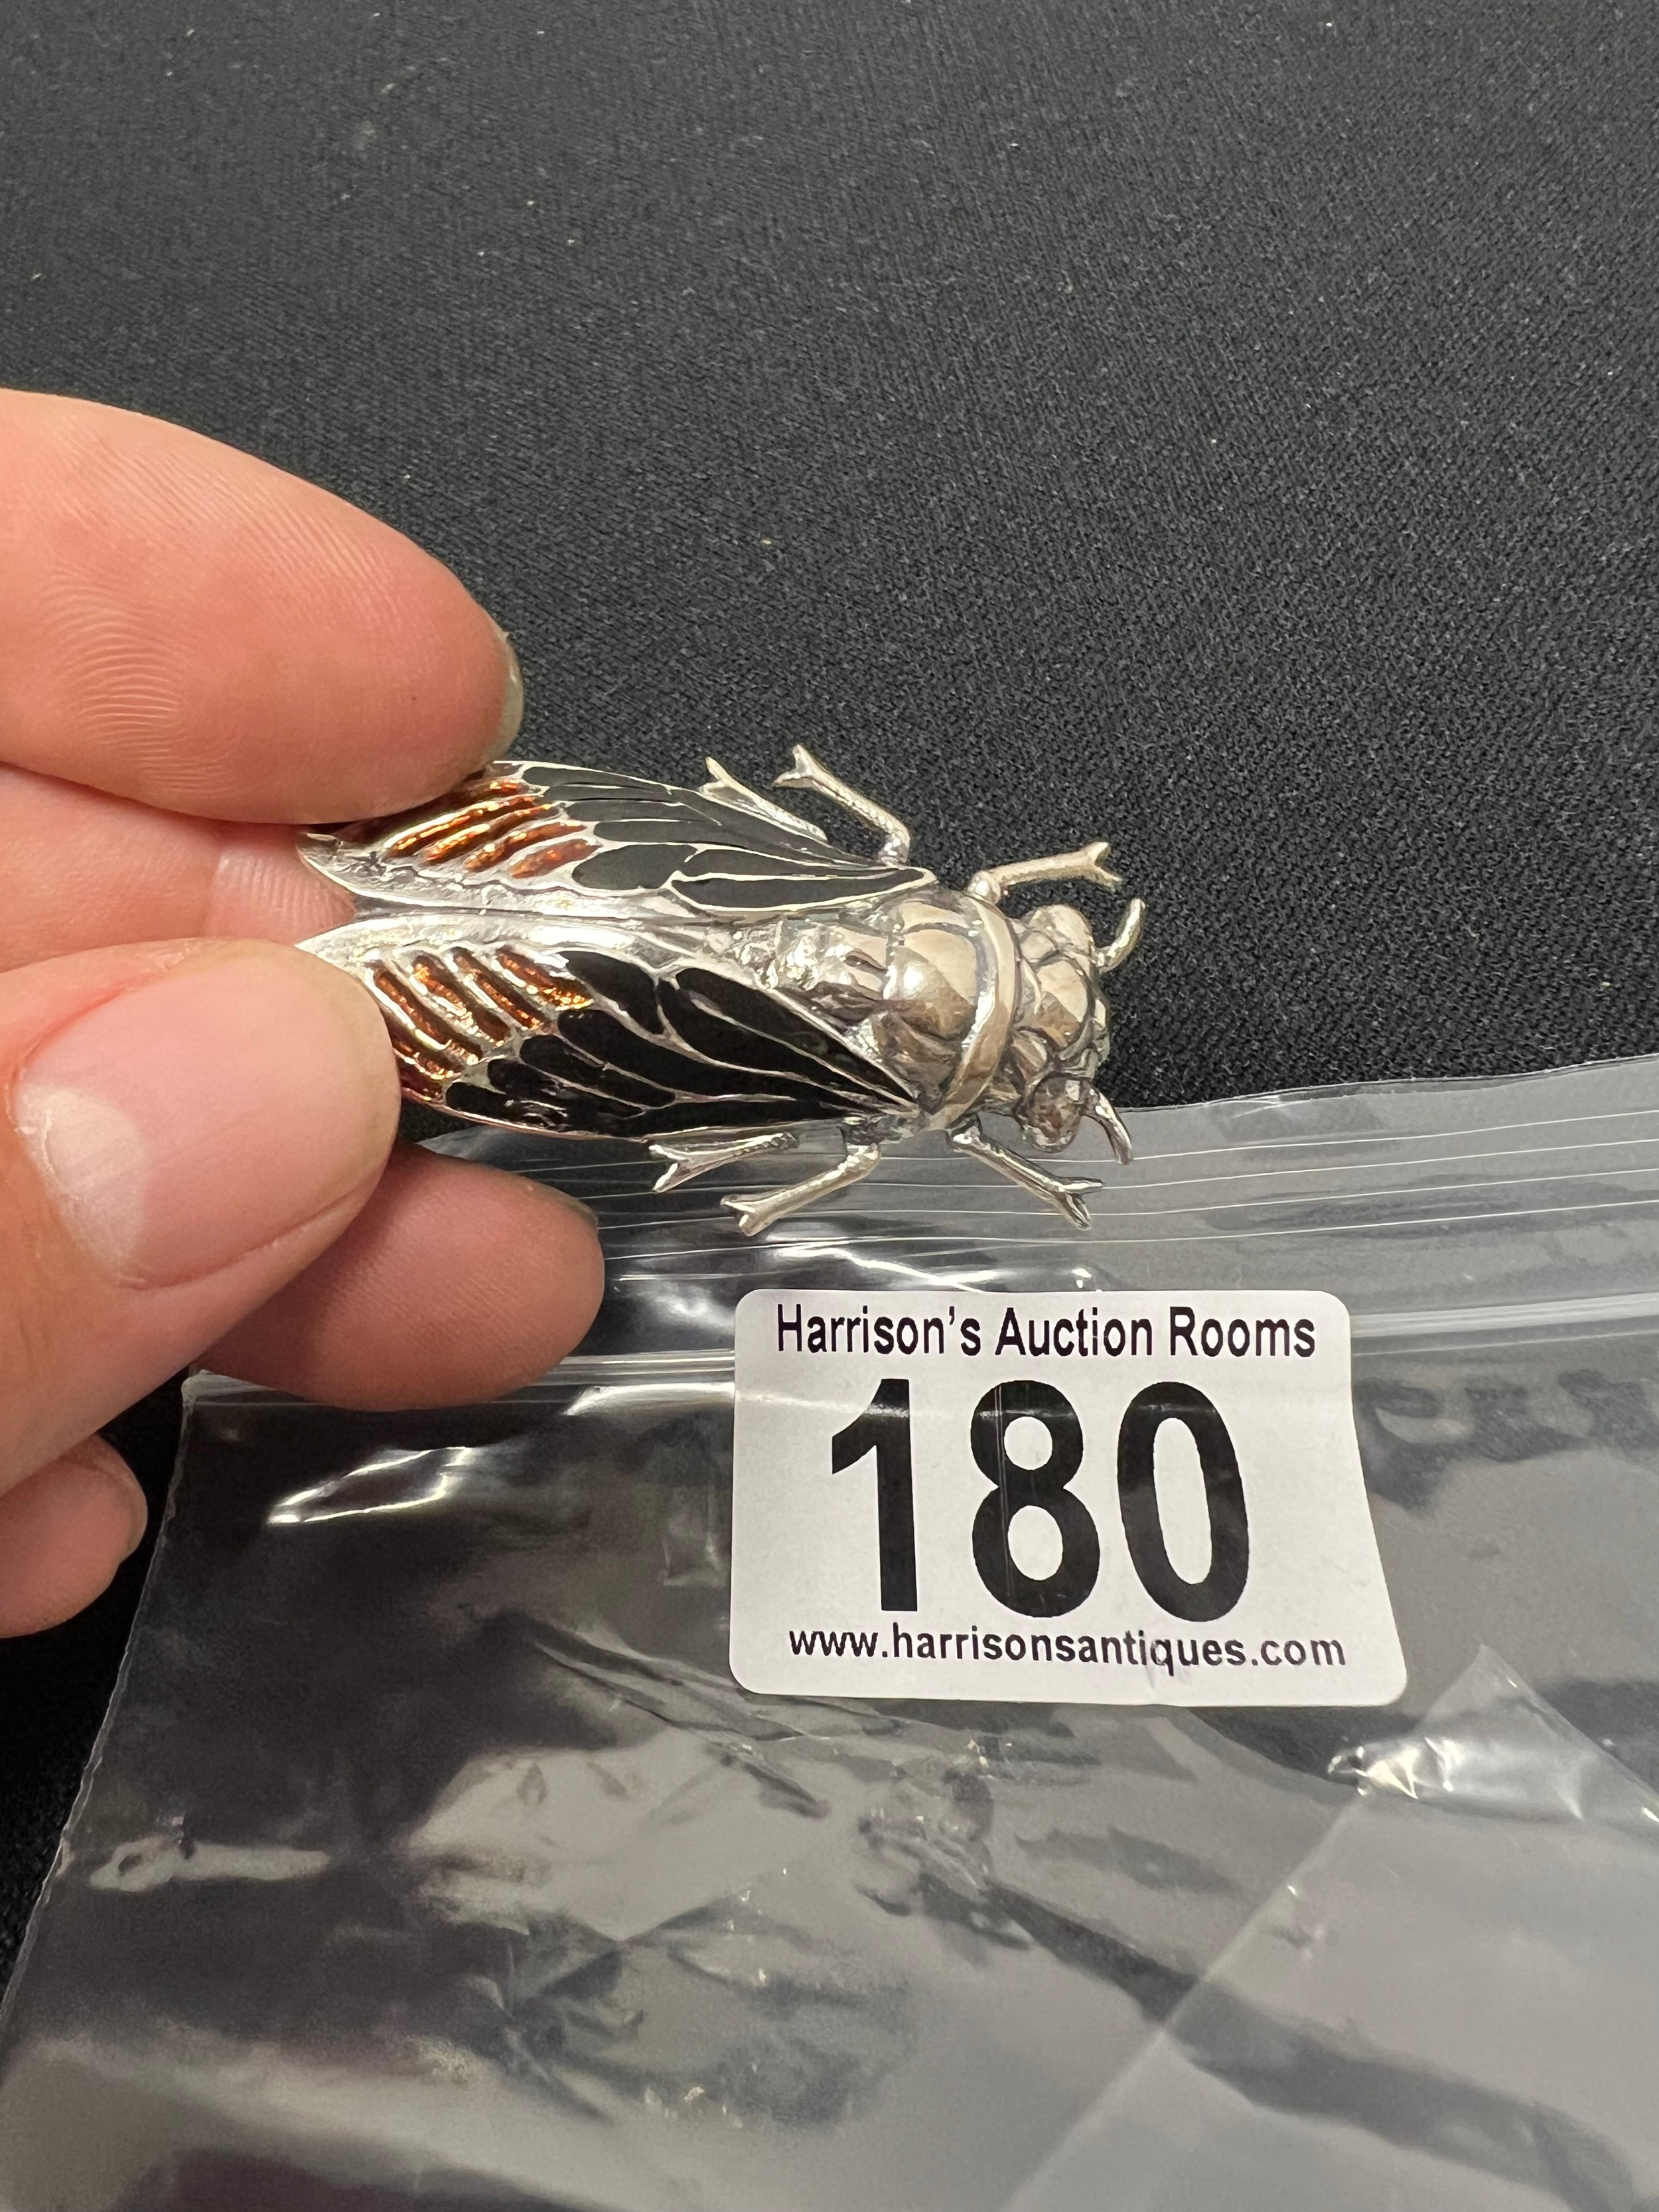 Harrison's Auction Rooms
180
www.harrisonsantiques.com